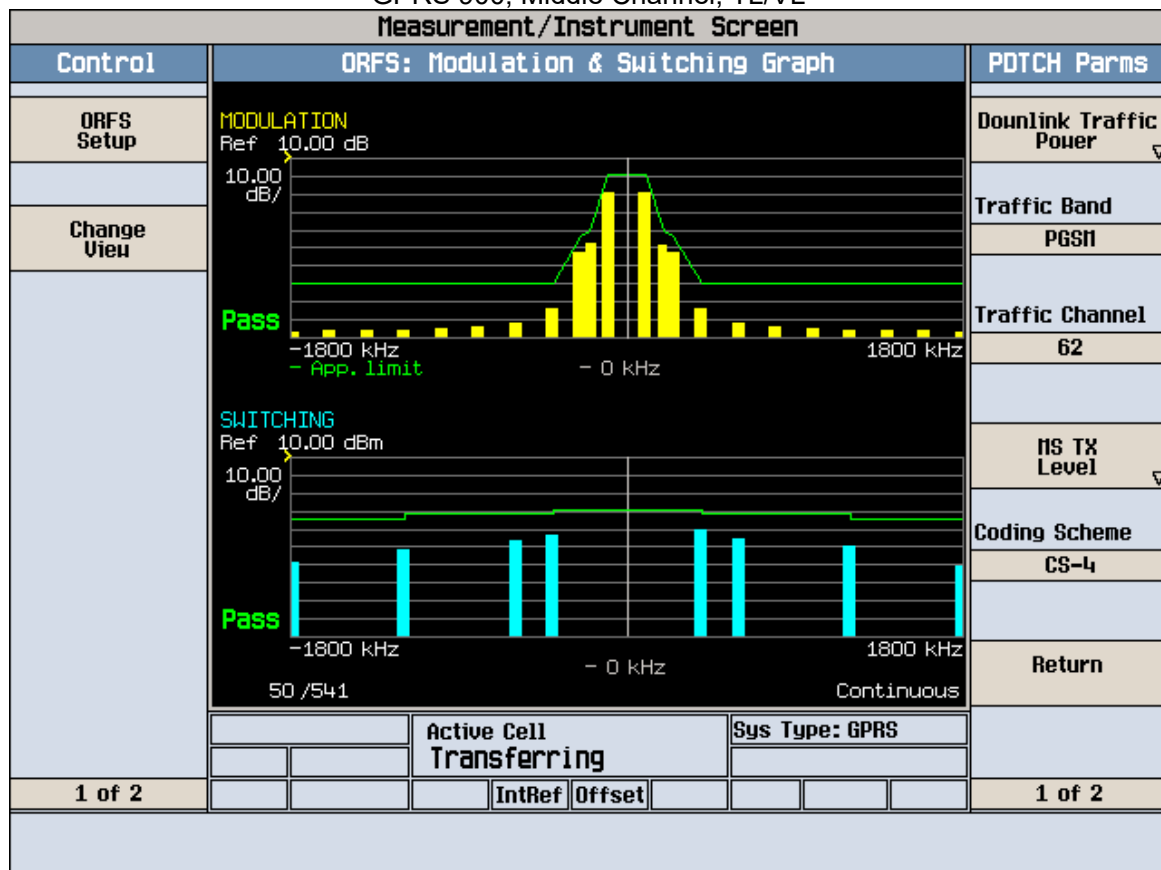 Measurement/Instrument Screen
Control
ORFS: Modulation & Switching Graph
PDTCH Parms
ORFS
Setup
Change
View
MODULATION
Ref 10.00 dB
10.00
dB/
Pass
-1800 kHz
1800 kHz
- App. limit
- 0 kHz
SWITCHING
Ref 10.00 dBm
10.00
dB/
Pass
-1800 kHz
1800 kHz
- 0 kHz
50 /541
Continuous
Downlink Traffic
Power
Traffic Band
PGSM
Traffic Channel
62
MS TX
Level
Coding Scheme
CS-4
Return
Active Cell
Sys Type: GPRS
Transferring
1 of 2
IntRef
Offset
1 of 2